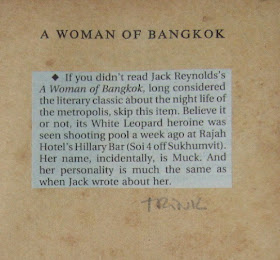 A WOMAN OF BANGKOK
◆ If you didn't read Jack Reynolds's
A Woman of Bangkok, long considered
the literary classic about the night life of
the metropolis, skip this item. Believe it
or not, its White Leopard heroine was
seen shooting pool a week ago at Rajah
Hotel's Hillary Bar (Soi 4 off Sukhumvit).
Her name, incidentally, is Muck. And
her personality is much the same as
when Jack wrote about her.
TRINK